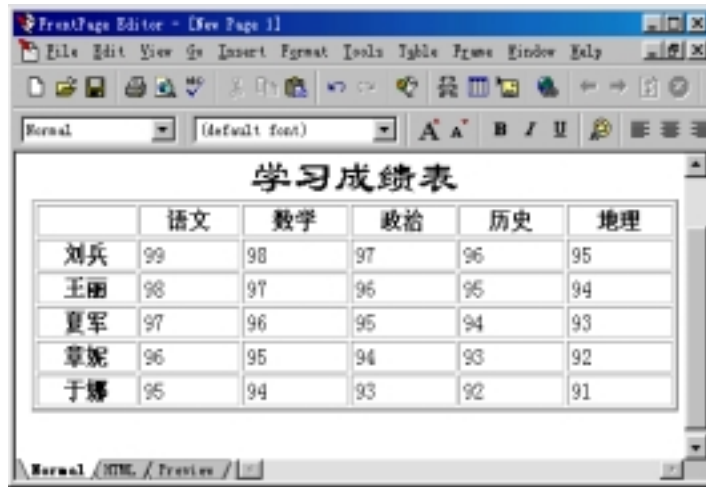 FrontPage Editor - [New Page 1]
File Edit View Go Insert Format Tools Table Frame Window Help
Normal (default font) A A B I U
学习成绩表
语文 数学 政治 历史 地理
刘兵 99 98 97 96 95
王丽 98 97 96 95 94
夏军 97 96 95 94 93
章妮 96 95 94 93 92
于娜 95 94 93 92 91
Normal HTML Preview